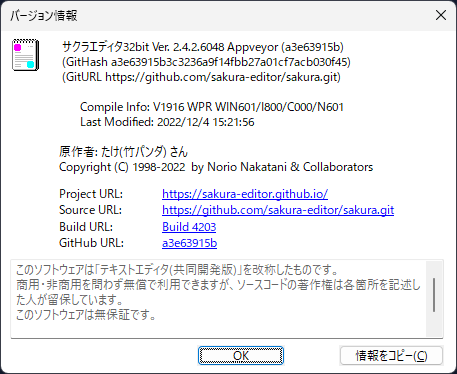 バージョン情報
サクラエディタ32bit Ver. 2.4.2.6048 Appveyor (a3e63915b)
(GitHash a3e63915b3c3236a9f14fbb27a01cf7acb030f45)
(GitURL https://github.com/sakura-editor/sakura.git)
Compile Info: V1916 WPR WIN601/I800/C000/N601
Last Modified: 2022/12/4 15:21:56
原作者: たけ(竹パンダ) さん
Copyright (C) 1998-2022 by Norio Nakatani & Collaborators
Project URL: https://sakura-editor.github.io/
Source URL: https://github.com/sakura-editor/sakura.git
Build URL: Build 4203
GitHub URL: a3e63915b
このソフトウェアは「テキストエディタ(共同開発版)」を改称したものです。
商用・非商用を問わず無償で利用できますが、ソースコードの著作権は各箇所を記述し
た人が留保しています。
このソフトウェアは無保証です。
OK
情報をコピー(C)